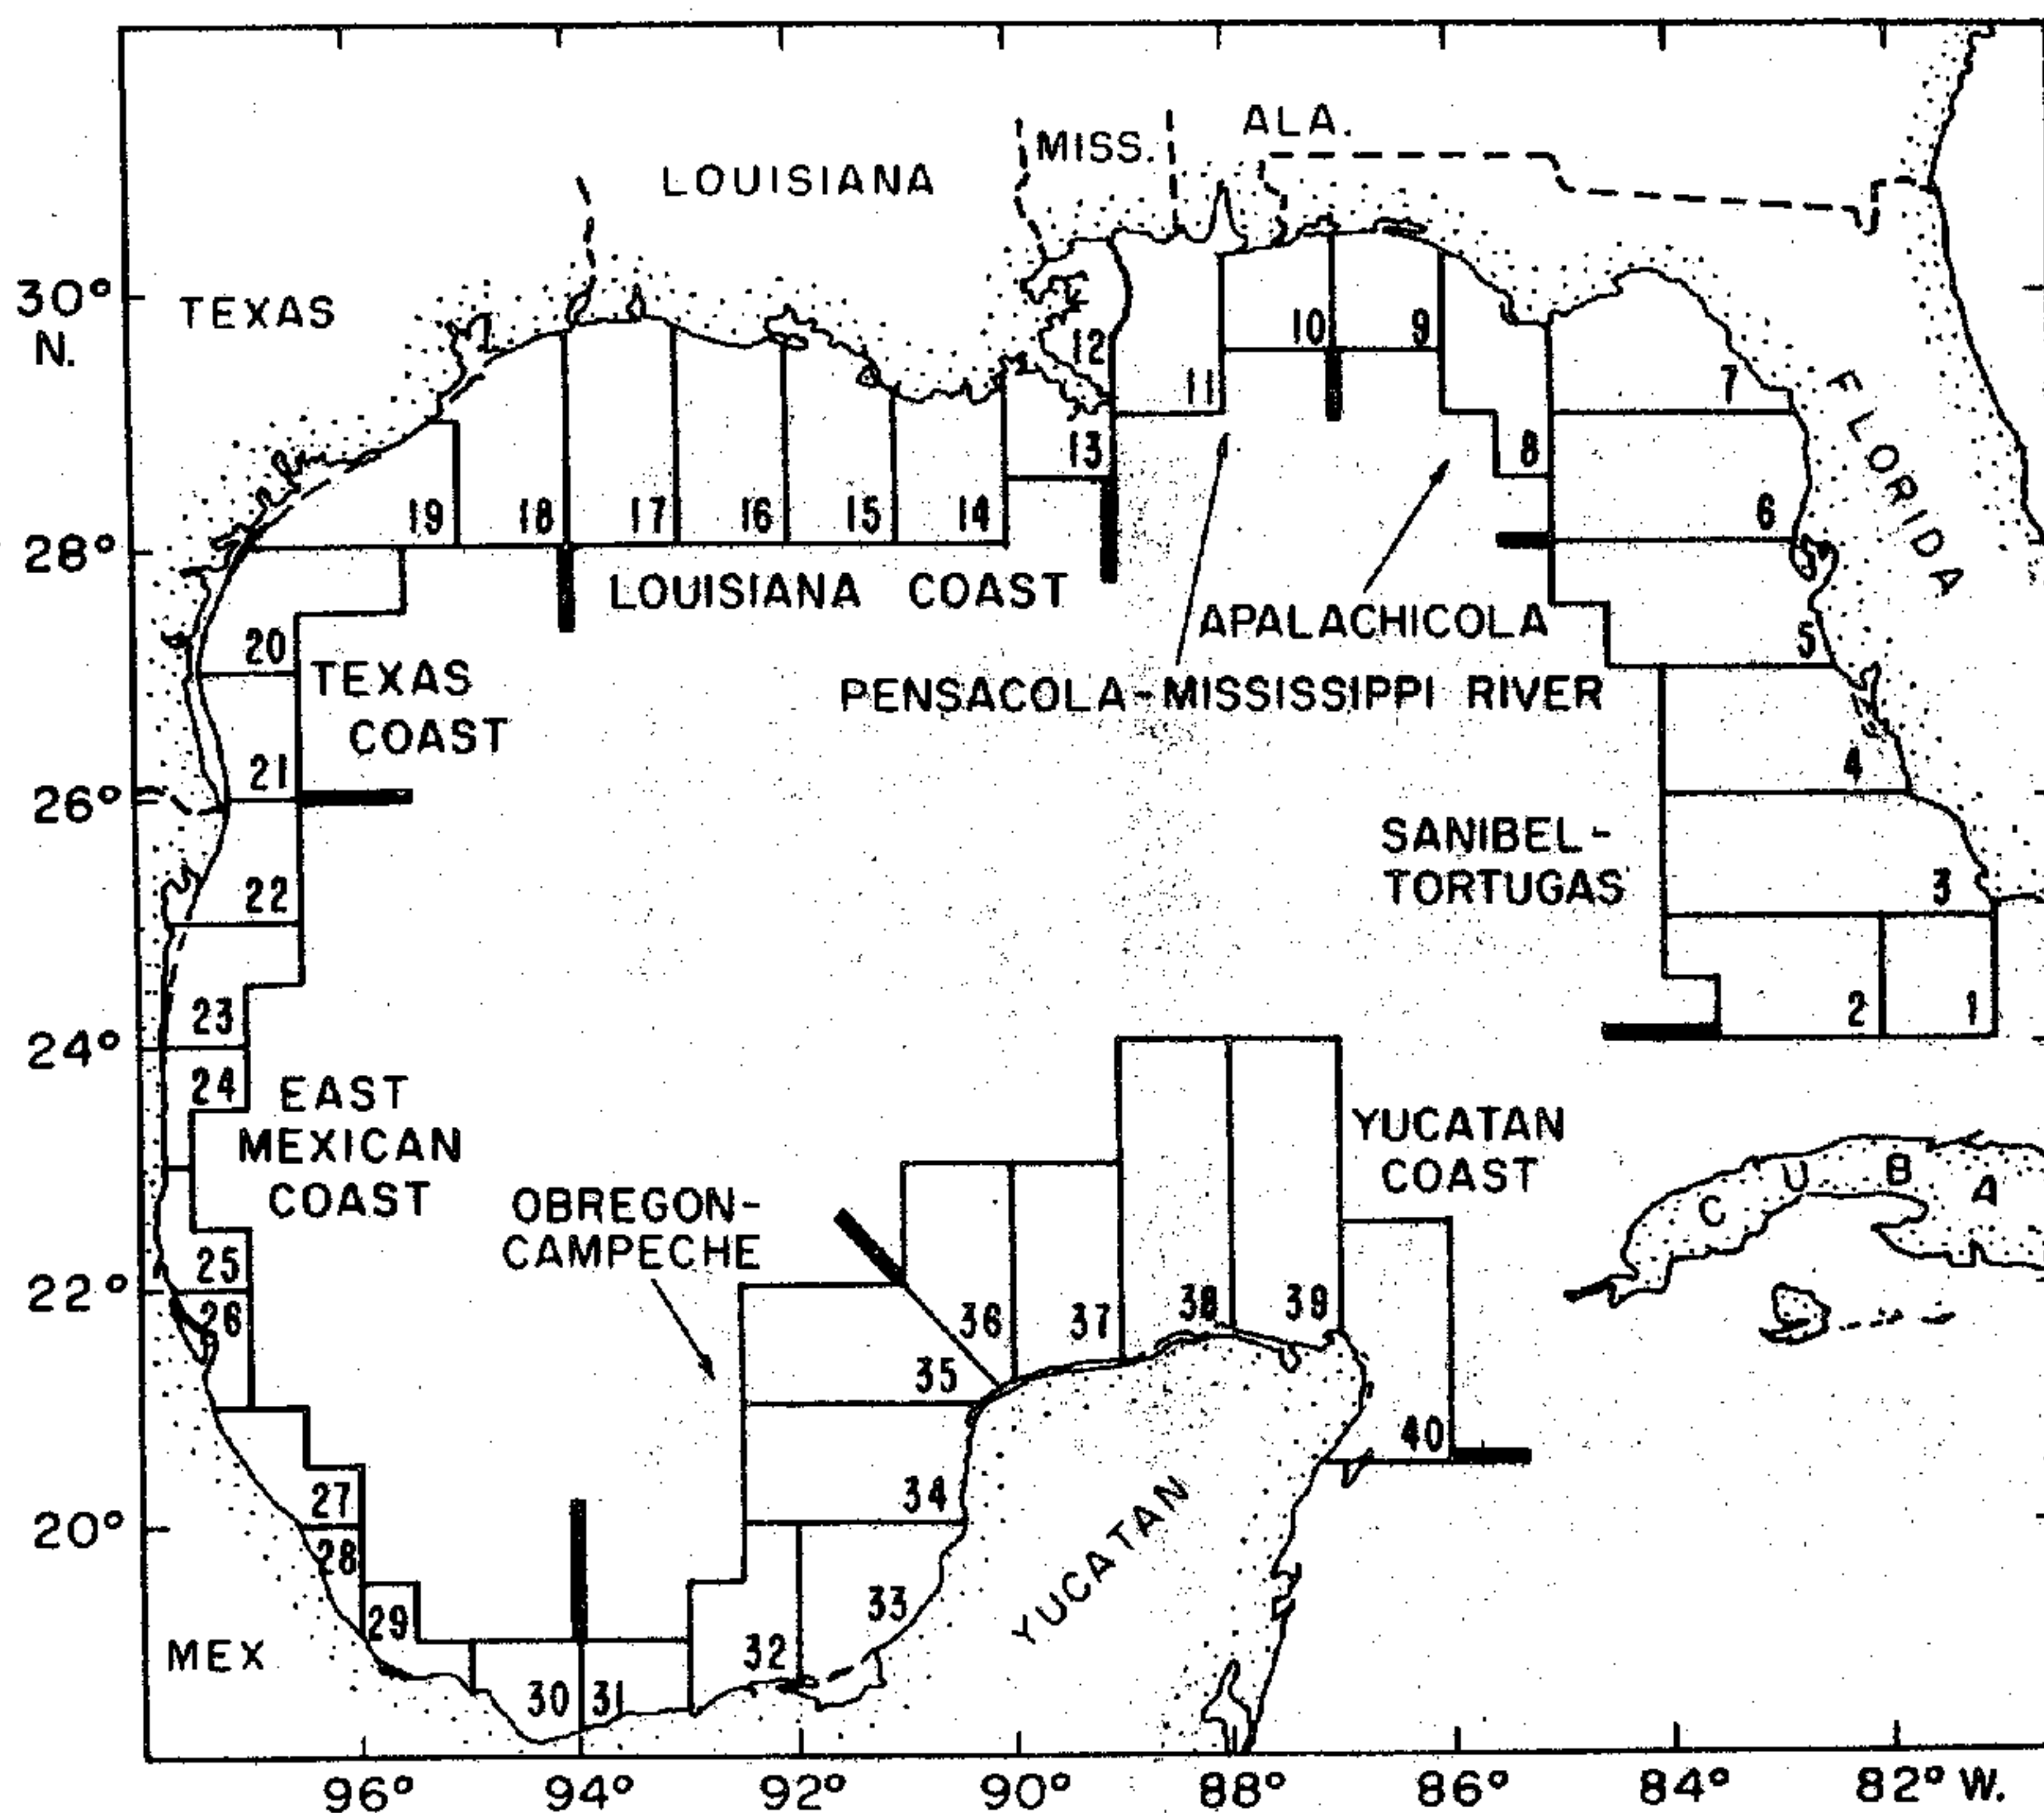 ALA.
MISS.
LOUISIANA
30°
N.
TEXAS
12
10
9
11
7
FLORIDA
13
8
19
18
17
16
15
14
6
28°
LOUISIANA COAST
5
APALACHICOLA
20
TEXAS
COAST
PENSACOLA-MISSISSIPPI RIVER
21
4
26°
SANIBEL-
TORTUGAS
22
3
23
2
1
24°
24
EAST
MEXICAN
COAST
YUCATAN
COAST
CUBA
OBREGON-
CAMPECHE
25
22°
26
36
37
38
39
35
40
27
34
20°
28
YUCATAN
29
33
MEX
32
30
31
96°
94°
92°
90°
88°
86°
84°
82° W.